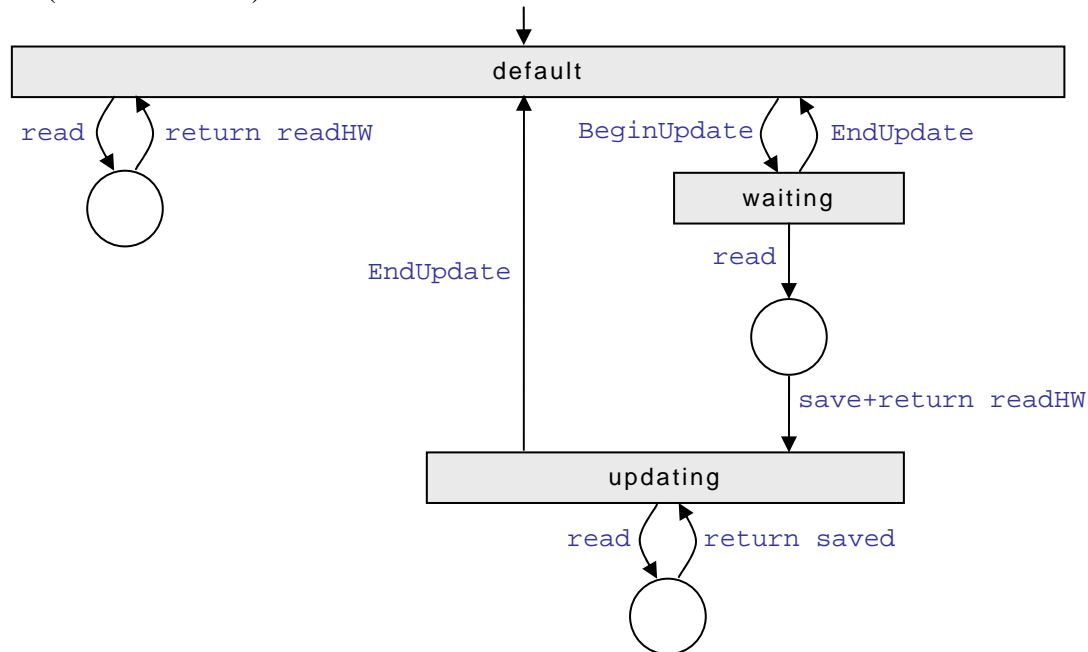 default
read
return readHW
BeginUpdate
EndUpdate
waiting
EndUpdate
read
save+return readHW
updating
read
return saved